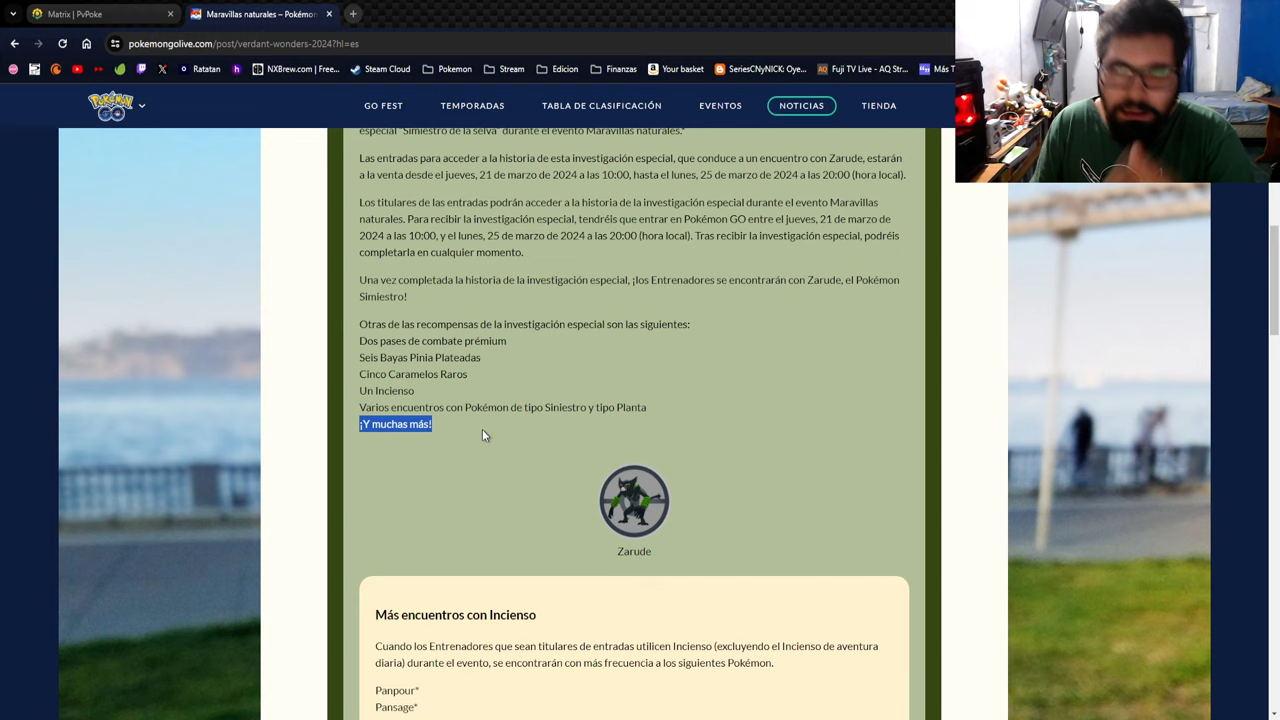 Matrix | PvPoke
Maravillas naturales – Pokémon
pokemongolive.com/post/verdant-wonders-2024?hl=es
Ratatan
NXBrew.com | Free...
Steam Cloud
Pokemon
Stream
Edicion
Finanzas
Your basket
SeriesCNyNICK: Oye...
Fuji TV Live - AQ Str...
Más T
Pokémon GO
GO FEST
TEMPORADAS
TABLA DE CLASIFICACIÓN
EVENTOS
NOTICIAS
TIENDA
especial "Simiestro de la selva" durante el evento Maravillas naturales.*
Las entradas para acceder a la historia de esta investigación especial, que conduce a un encuentro con Zarude, estarán
a la venta desde el jueves, 21 de marzo de 2024 a las 10:00, hasta el lunes, 25 de marzo de 2024 a las 20:00 (hora local).
Los titulares de las entradas podrán acceder a la historia de la investigación especial durante el evento Maravillas
naturales. Para recibir la investigación especial, tendréis que entrar en Pokémon GO entre el jueves, 21 de marzo de
2024 a las 10:00, y el lunes, 25 de marzo de 2024 a las 20:00 (hora local). Tras recibir la investigación especial, podréis
completarla en cualquier momento.
Una vez completada la historia de la investigación especial, ¡los Entrenadores se encontrarán con Zarude, el Pokémon
Simiestro!
Otras de las recompensas de la investigación especial son las siguientes:
Dos pases de combate prémium
Seis Bayas Pinia Plateadas
Cinco Caramelos Raros
Un Incienso
Varios encuentros con Pokémon de tipo Siniestro y tipo Planta
¡Y muchas más!
Zarude
Más encuentros con Incienso
Cuando los Entrenadores que sean titulares de entradas utilicen Incienso (excluyendo el Incienso de aventura
diaria) durante el evento, se encontrarán con más frecuencia a los siguientes Pokémon.
Panpour*
Pansage*